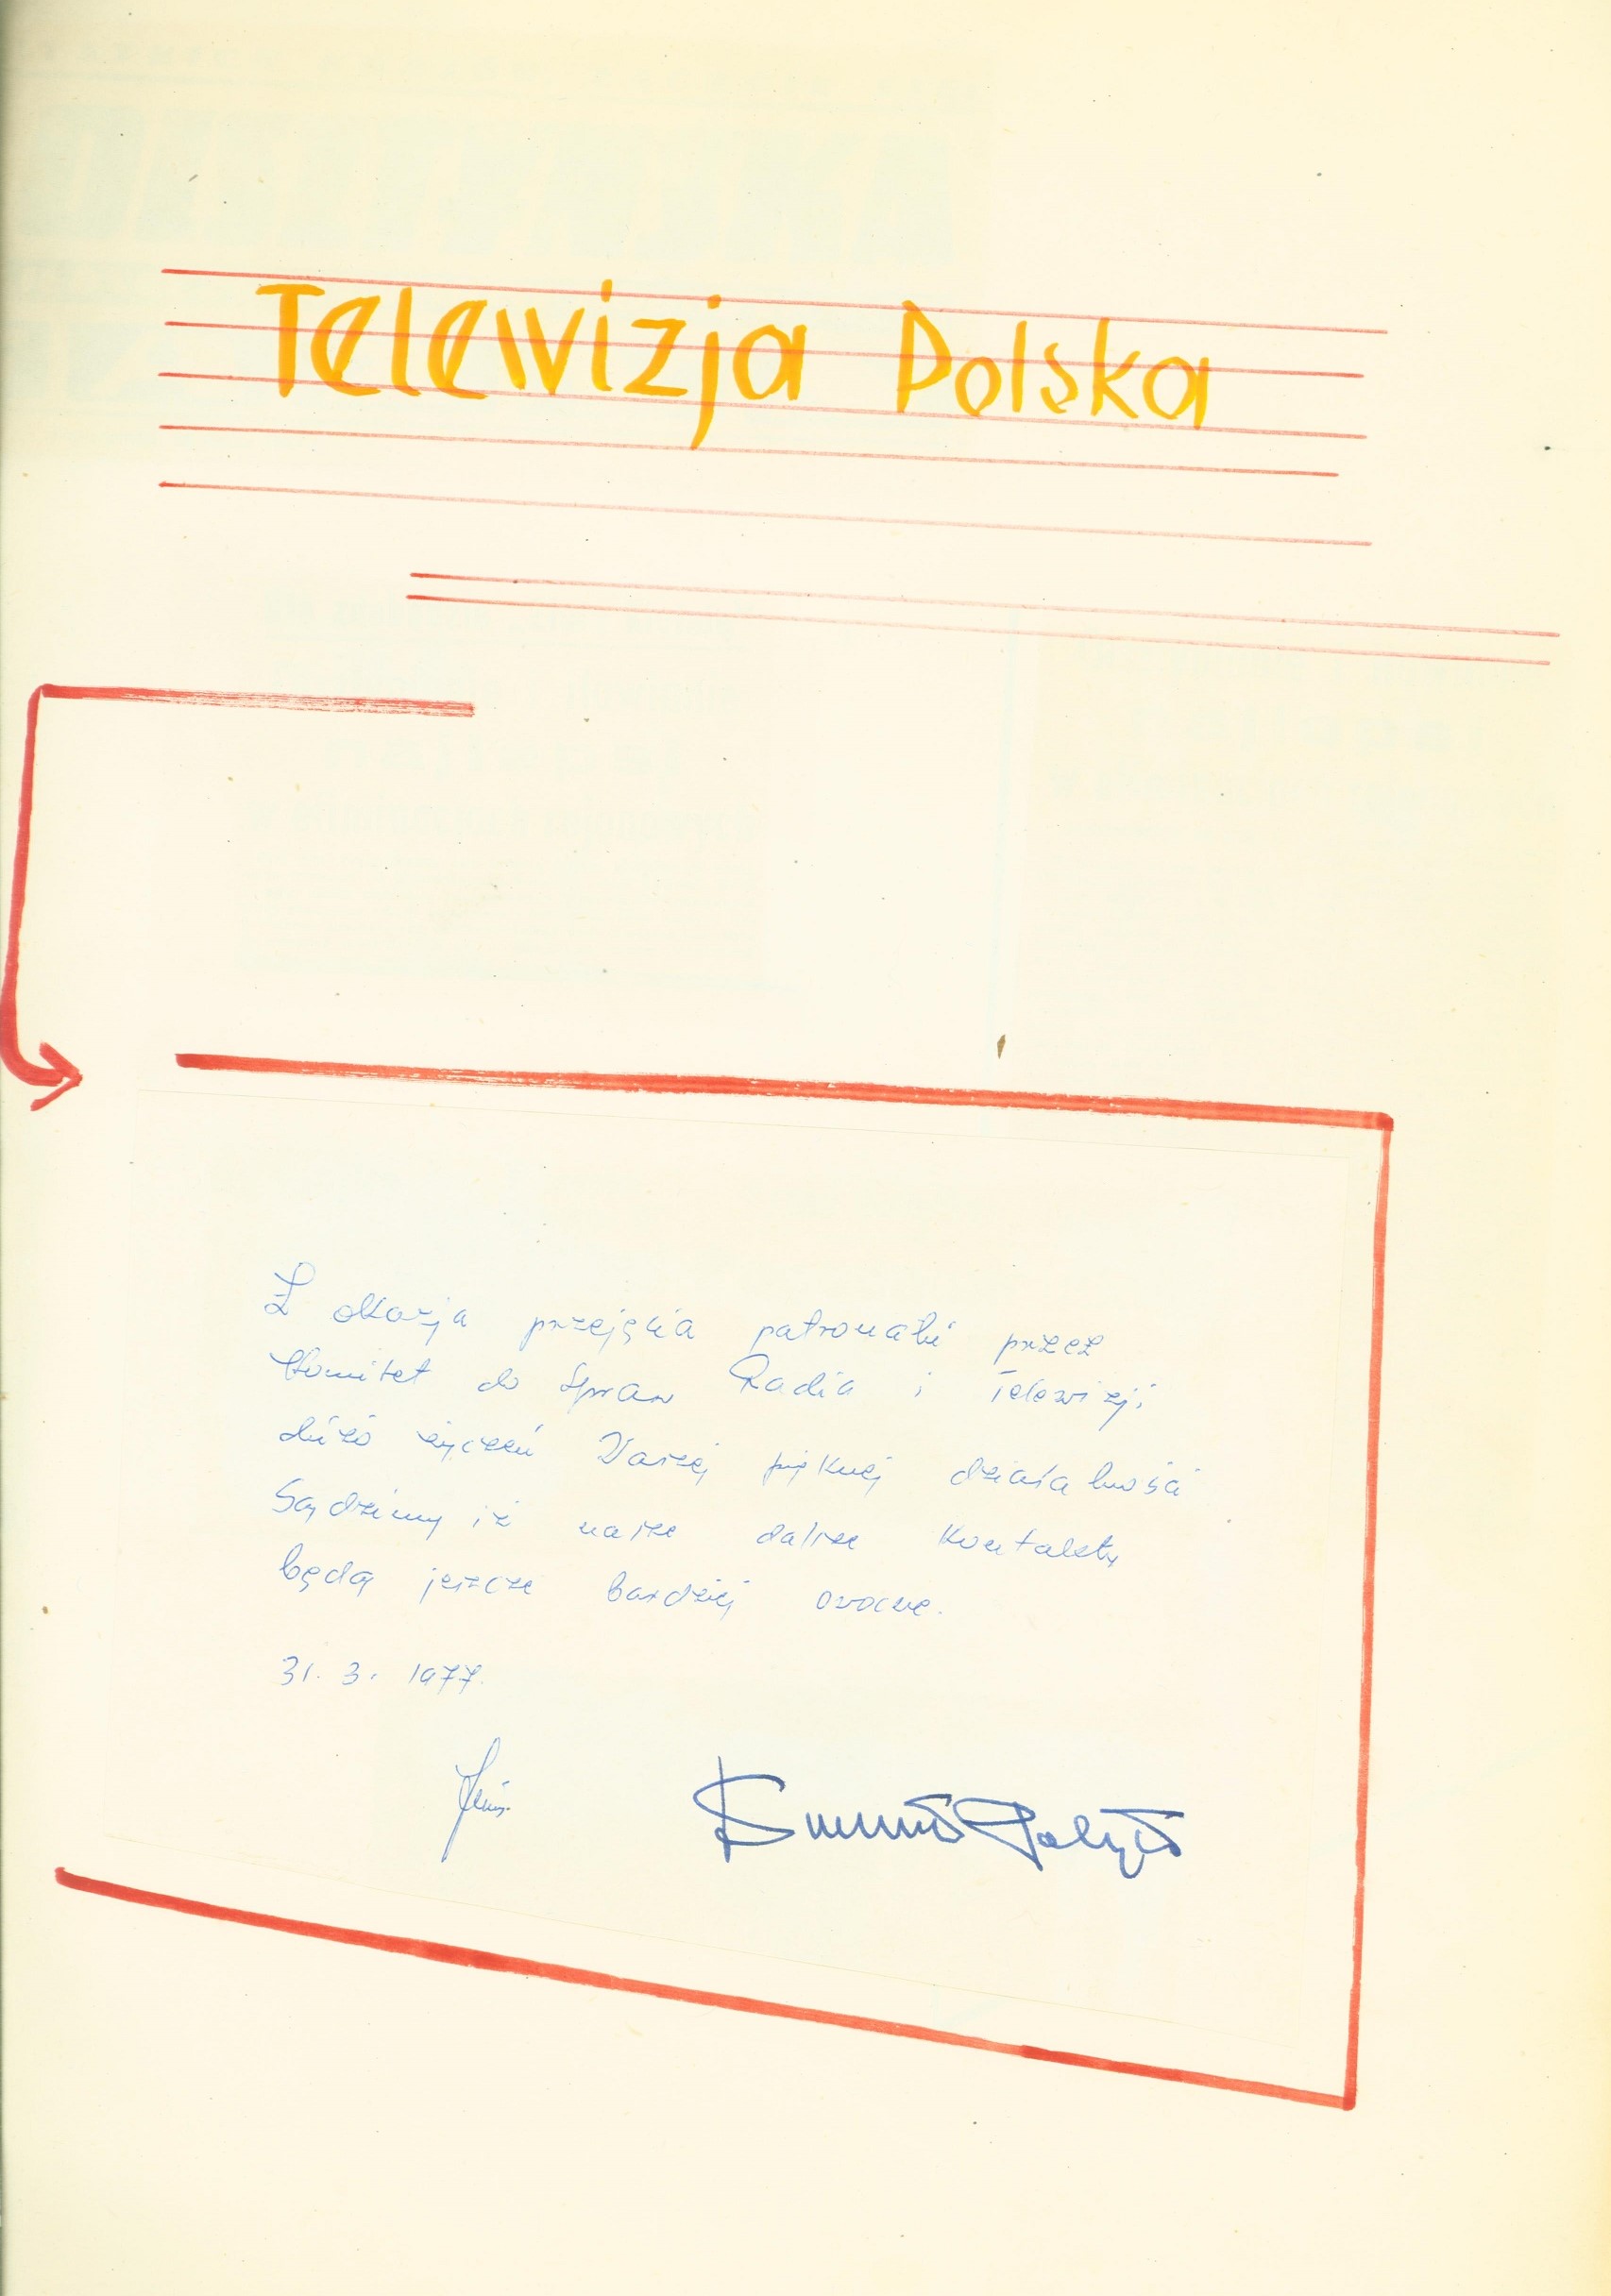 Telewizja Polska
Z okazja przejęcia patronatu przez
Komitet do Spraw Radia i Telewizji
dużo życzeń Waszej pięknej działalności
Sądzimy iż nasze dalsze kontakty
będą jeszcze bardziej owocne.
31. 3. 1977.